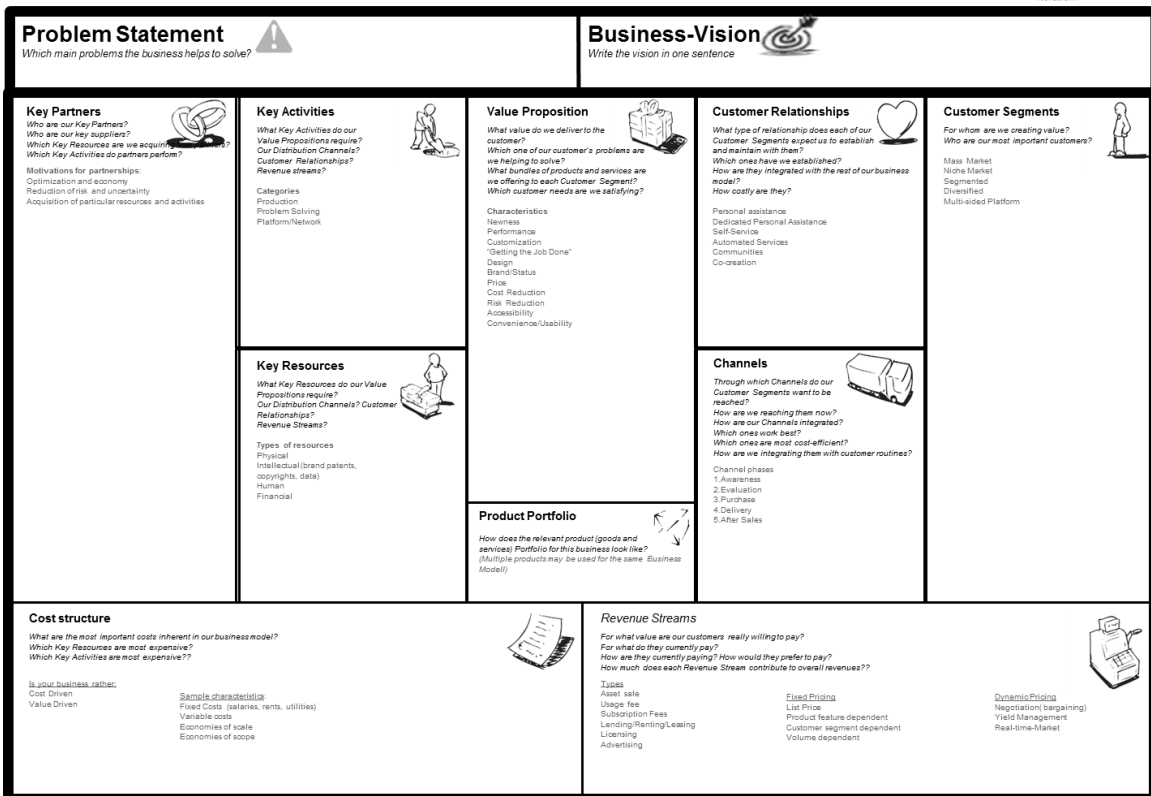 Problem Statement
Which main problems the business helps to solve?
Business-Vision
Write the vision in one sentence
Key Partners
Who are our Key Partners?
Who are our key suppliers?
Which Key Resources are we acquiring from partners?
Which Key Activities do partners perform?
Motivations for partnerships:
Optimization and economy
Reduction of risk and uncertainty
Acquisition of particular resources and activities
Key Activities
What Key Activities do our
Value Propositions require?
Our Distribution Channels?
Customer Relationships?
Revenue streams?
Categories
Production
Problem Solving
Platform/Network
Key Resources
What Key Resources do our Value
Propositions require?
Our Distribution Channels? Customer
Relationships?
Revenue Streams?
Types of resources
Physical
Intellectual (brand patents,
copyrights, data)
Human
Financial
Value Proposition
What value do we deliver to the
customer?
Which one of our customer's problems are
we helping to solve?
What bundles of products and services are
we offering to each Customer Segment?
Which customer needs are we satisfying?
Characteristics
Newness
Performance
Customization
"Getting the Job Done"
Design
Brand/Status
Price
Cost Reduction
Risk Reduction
Accessibility
Convenience/Usability
Product Portfolio
How does the relevant product (goods and
services) Portfolio for this business look like?
(Multiple products may be used for the same Business
Modell)
Customer Relationships
What type of relationship does each of our
Customer Segments expect us to establish
and maintain with them?
Which ones have we established?
How are they integrated with the rest of our business
model?
How costly are they?
Personal assistance
Dedicated Personal Assistance
Self-Service
Automated Services
Communities
Co-creation
Channels
Through which Channels do our
Customer Segments want to be
reached?
How are we reaching them now?
How are our Channels integrated?
Which ones work best?
Which ones are most cost-efficient?
How are we integrating them with customer routines?
Channel phases
1.Awareness
2.Evaluation
3.Purchase
4.Delivery
5.After Sales
Customer Segments
For whom are we creating value?
Who are our most important customers?
Mass Market
Niche Market
Segmented
Diversified
Multi-sided Platform
Cost structure
What are the most important costs inherent in our business model?
Which Key Resources are most expensive?
Which Key Activities are most expensive??
Is your business rather:
Cost Driven
Value Driven
Sample characteristics:
Fixed Costs (salaries, rents, utilities)
Variable costs
Economies of scale
Economies of scope
Revenue Streams
For what value are our customers really willing to pay?
For what do they currently pay?
How are they currently paying? How would they prefer to pay?
How much does each Revenue Stream contribute to overall revenues??
Types
Asset sale
Usage fee
Subscription Fees
Lending/Renting/Leasing
Licensing
Advertising
Fixed Pricing
List Price
Product feature dependent
Customer segment dependent
Volume dependent
Dynamic Pricing
Negotiation( bargaining)
Yield Management
Real-time-Market